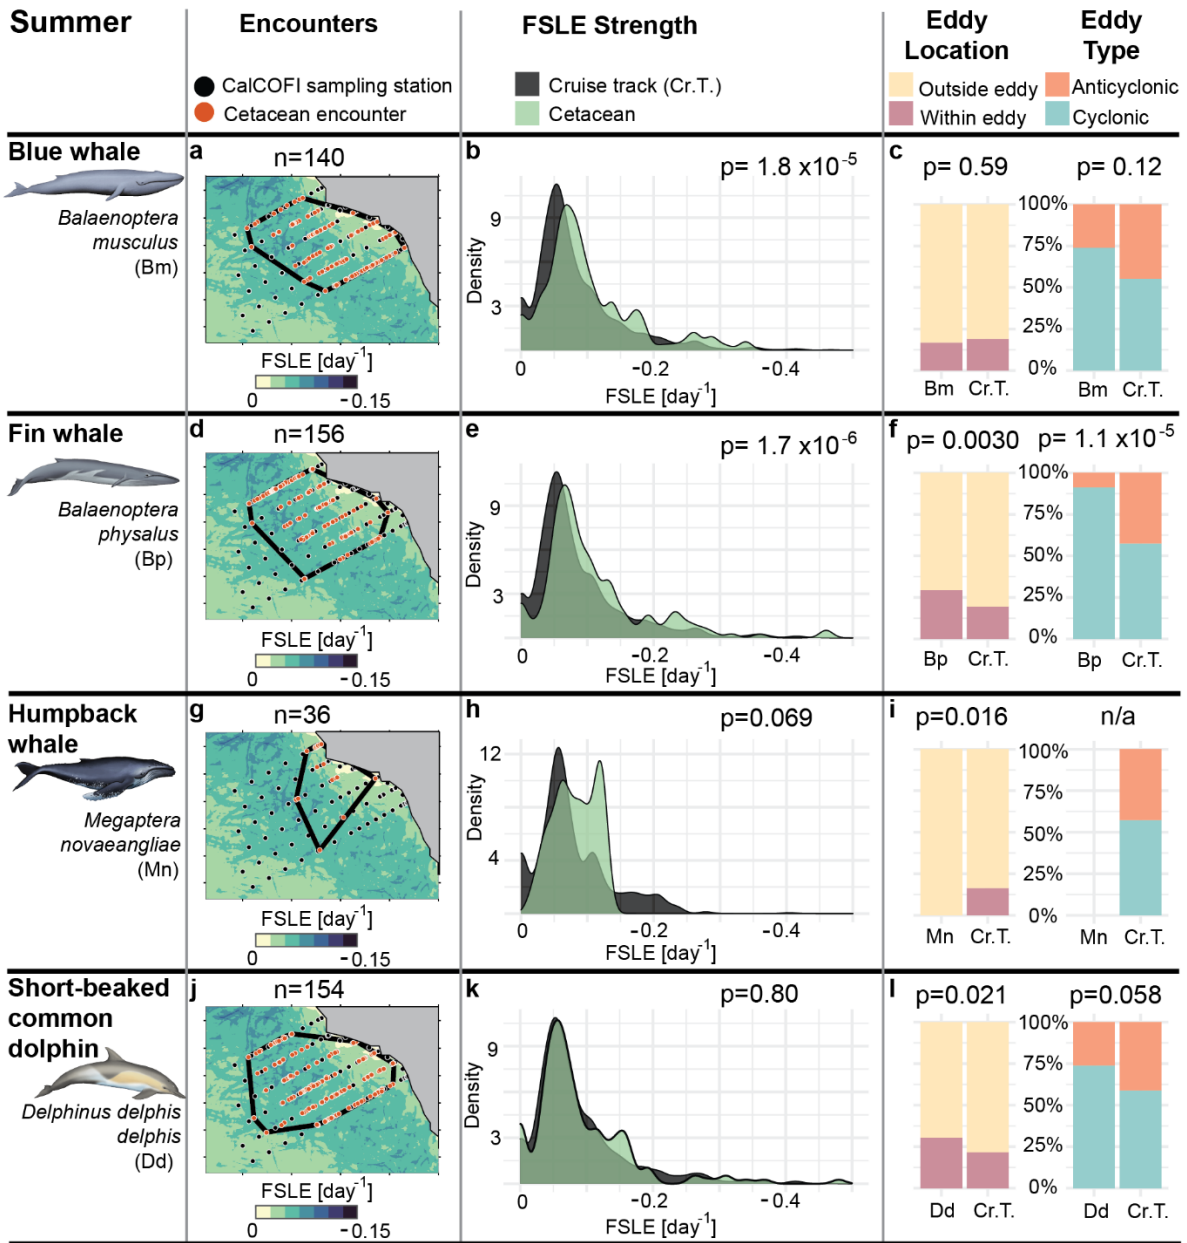 Summer
Encounters
FSLE Strength
Eddy Location
Eddy Type
CalCOFI sampling station
Cetacean encounter
Cruise track (Cr.T.)
Cetacean
Outside eddy
Within eddy
Anticyclonic
Cyclonic
Blue whale
Balaenoptera
musculus
(Bm)
a
n=140
FSLE [day-1]
0 -0.15
b
p= 1.8 x10-5
Density
9
3
0 -0.2 -0.4
FSLE [day-1]
c
p= 0.59
p= 0.12
100%
75%
50%
25%
0%
Bm Cr.T.
Bm Cr.T.
Fin whale
Balaenoptera
physalus
(Bp)
d
n=156
FSLE [day-1]
0 -0.15
e
p= 1.7 x10-6
Density
9
3
0 -0.2 -0.4
FSLE [day-1]
f
p= 0.0030
p= 1.1 x10-5
100%
75%
50%
25%
0%
Bp Cr.T.
Bp Cr.T.
Humpback
whale
Megaptera
novaeangliae
(Mn)
g
n=36
FSLE [day-1]
0 -0.15
h
p=0.069
Density
12
4
0 -0.2 -0.4
FSLE [day-1]
i
p=0.016
n/a
100%
75%
50%
25%
0%
Mn Cr.T.
Mn Cr.T.
Short-beaked
common
dolphin
Delphinus delphis
delphis
(Dd)
j
n=154
FSLE [day-1]
0 -0.15
k
p=0.80
Density
9
3
0 -0.2 -0.4
FSLE [day-1]
l
p=0.021
p=0.058
100%
75%
50%
25%
0%
Dd Cr.T.
Dd Cr.T.